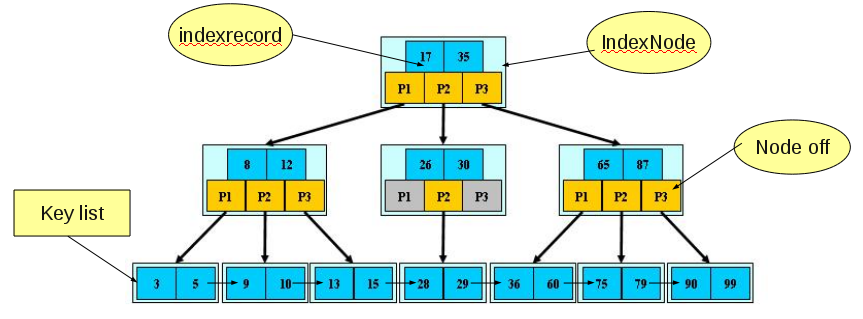 indexrecord
IndexNode
17 35
P1 P2 P3
8 12
26 30
65 87
Node off
P1 P2 P3
P1 P2 P3
P1 P2 P3
Key list
3 5
9 10
13 15
28 29
36 60
75 79
90 99